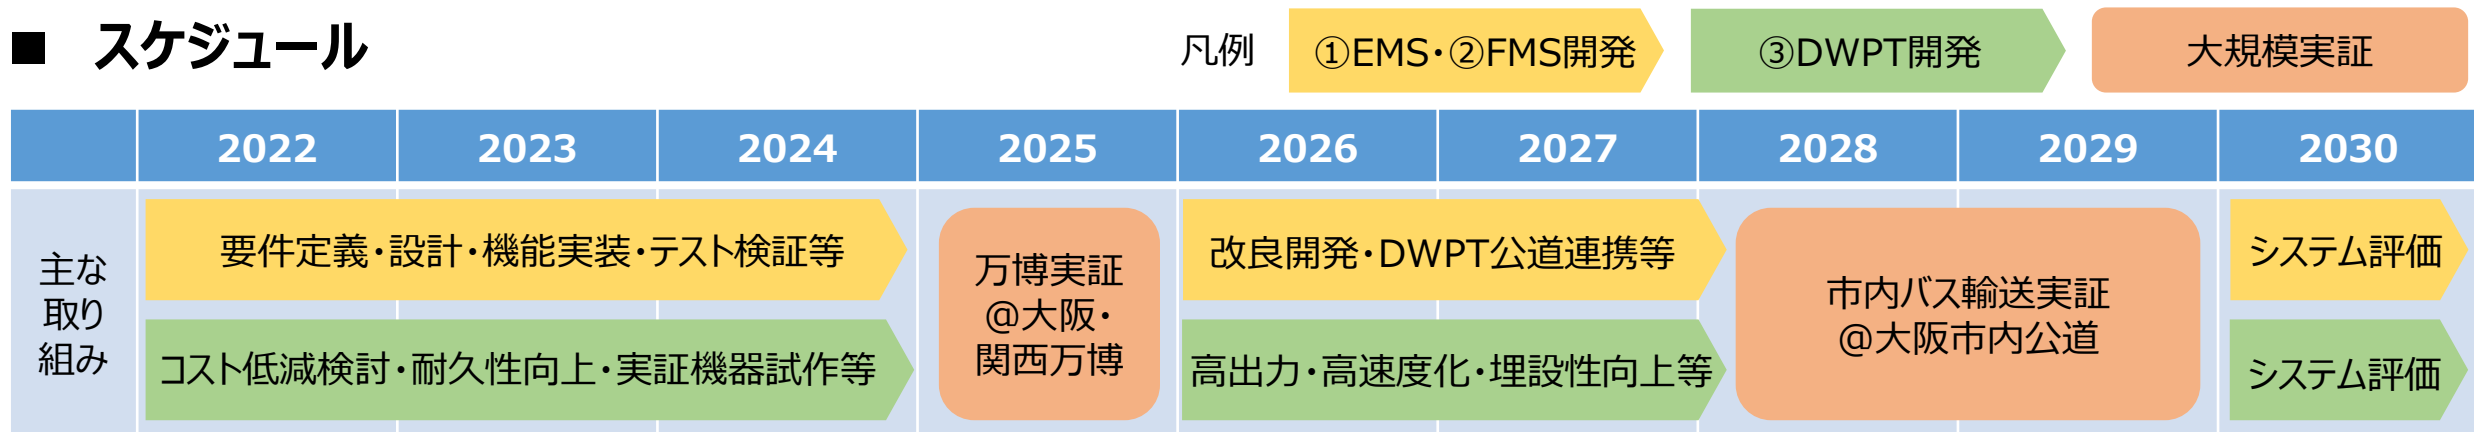 ■ スケジュール
凡例
①EMS・②FMS開発
③DWPT開発
大規模実証
2022 2023 2024 2025 2026 2027 2028 2029 2030
主な
取り
組み
要件定義・設計・機能実装・テスト検証等
コスト低減検討・耐久性向上・実証機器試作等
万博実証
@大阪・
関西万博
改良開発・DWPT公道連携等
高出力・高速度化・埋設性向上等
市内バス輸送実証
@大阪市内公道
システム評価
システム評価